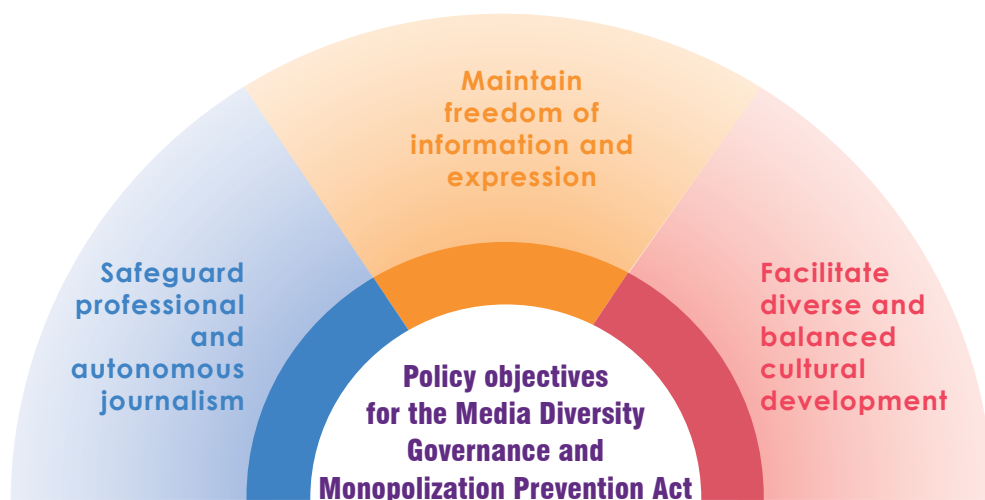 Maintain
freedom of
information and
expression
Safeguard
professional
and
autonomous
journalism
Facilitate
diverse and
balanced
cultural
development
Policy objectives
for the Media Diversity
Governance and
Monopolization Prevention Act